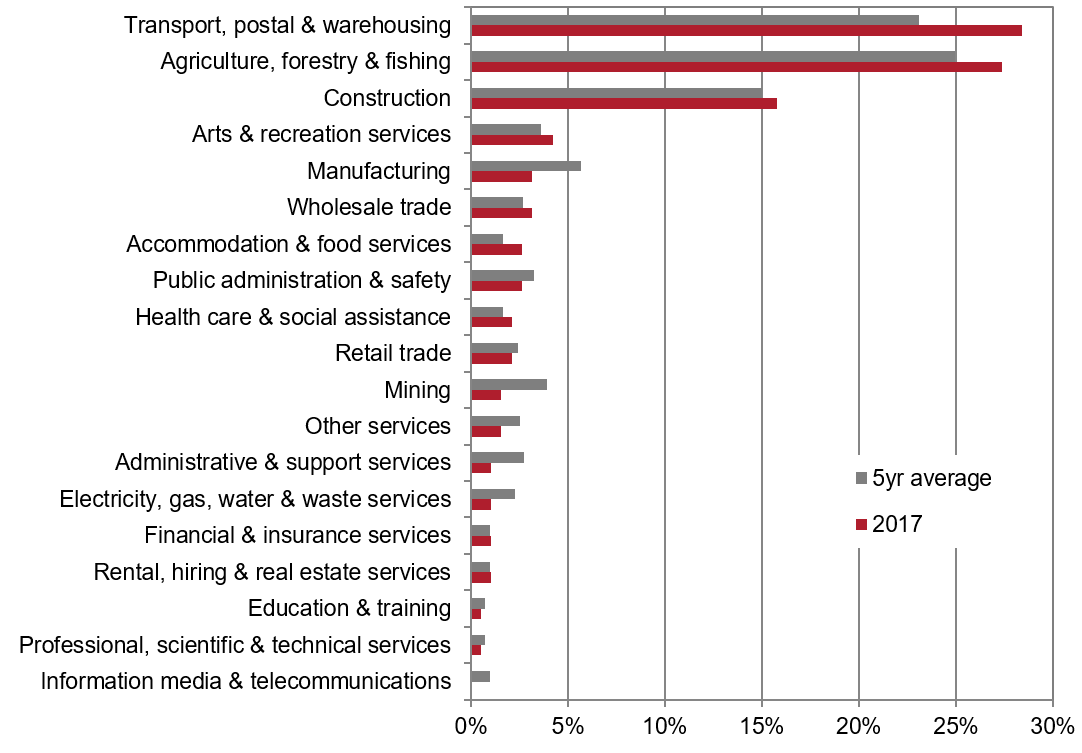 Transport, postal & warehousing
Agriculture, forestry & fishing
Construction
Arts & recreation services
Manufacturing
Wholesale trade
Accommodation & food services
Public administration & safety
Health care & social assistance
Retail trade
Mining
Other services
Administrative & support services
Electricity, gas, water & waste services
Financial & insurance services
Rental, hiring & real estate services
Education & training
Professional, scientific & technical services
Information media & telecommunications
5yr average
2017
0% 5% 10% 15% 20% 25% 30%